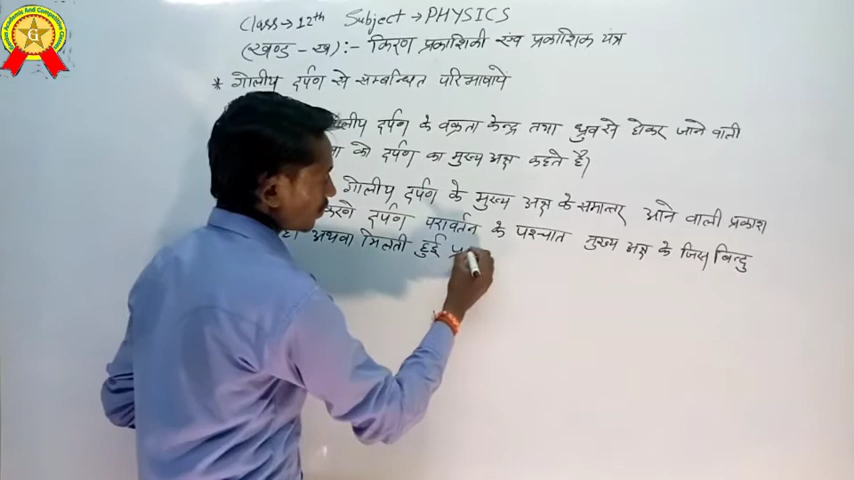 Class→12th Subject→PHYSICS
(खण्ड-ख):- किरण प्रकाशिकी एवं प्रकाशिक यंत्र
* गोलीय दर्पण से सम्बन्धित परिभाषायें
दर्पण के वक्रता केन्द्र तथा ध्रुव से होकर जाने वाली
को दर्पण का मुख्य अक्ष कहते है।
गोलीय दर्पण के मुख्य अक्ष के समान्तर आने वाली प्रकाश
दर्पण परावर्तन के पश्चात मुख्य अक्ष के जिस बिन्दु
अथवा मिलती हुई
G